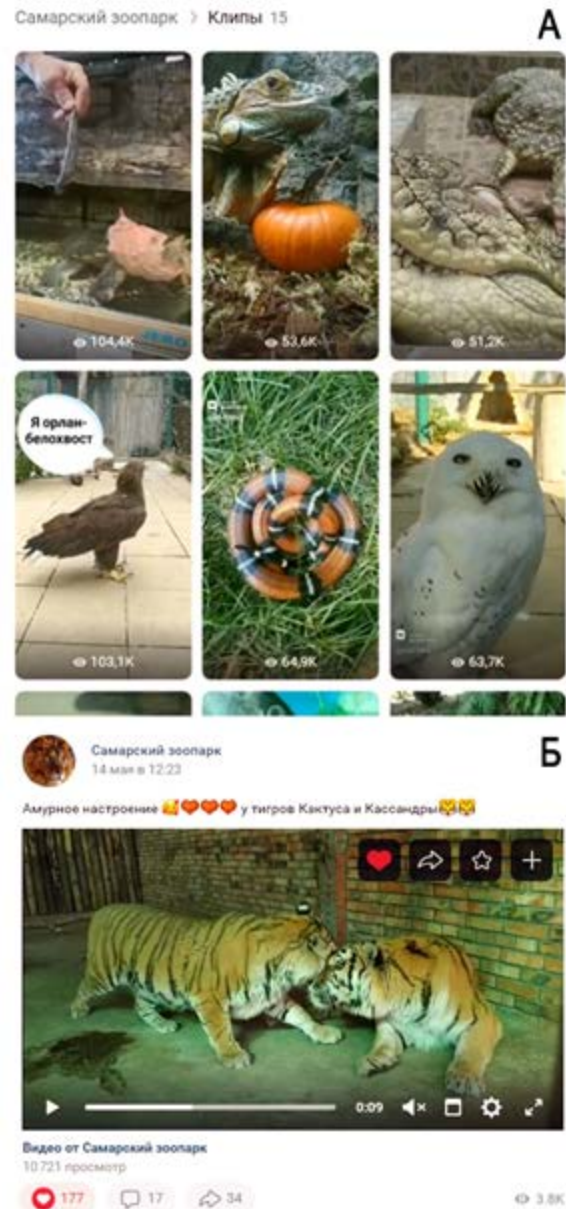 Самарский зоопарк > Клипы 15
А
104,4K
53,6K
51,2K
Я орлан-
белохвост
103,1K
64,9K
63,7K
Б
Самарский зоопарк
14 мая в 12:23
Амурное настроение 🥰❤❤❤ у тигров Кактуса и Кассандры🐯🐯
0:09
Видео от Самарский зоопарк
10 721 просмотр
177
17
34
3.8K